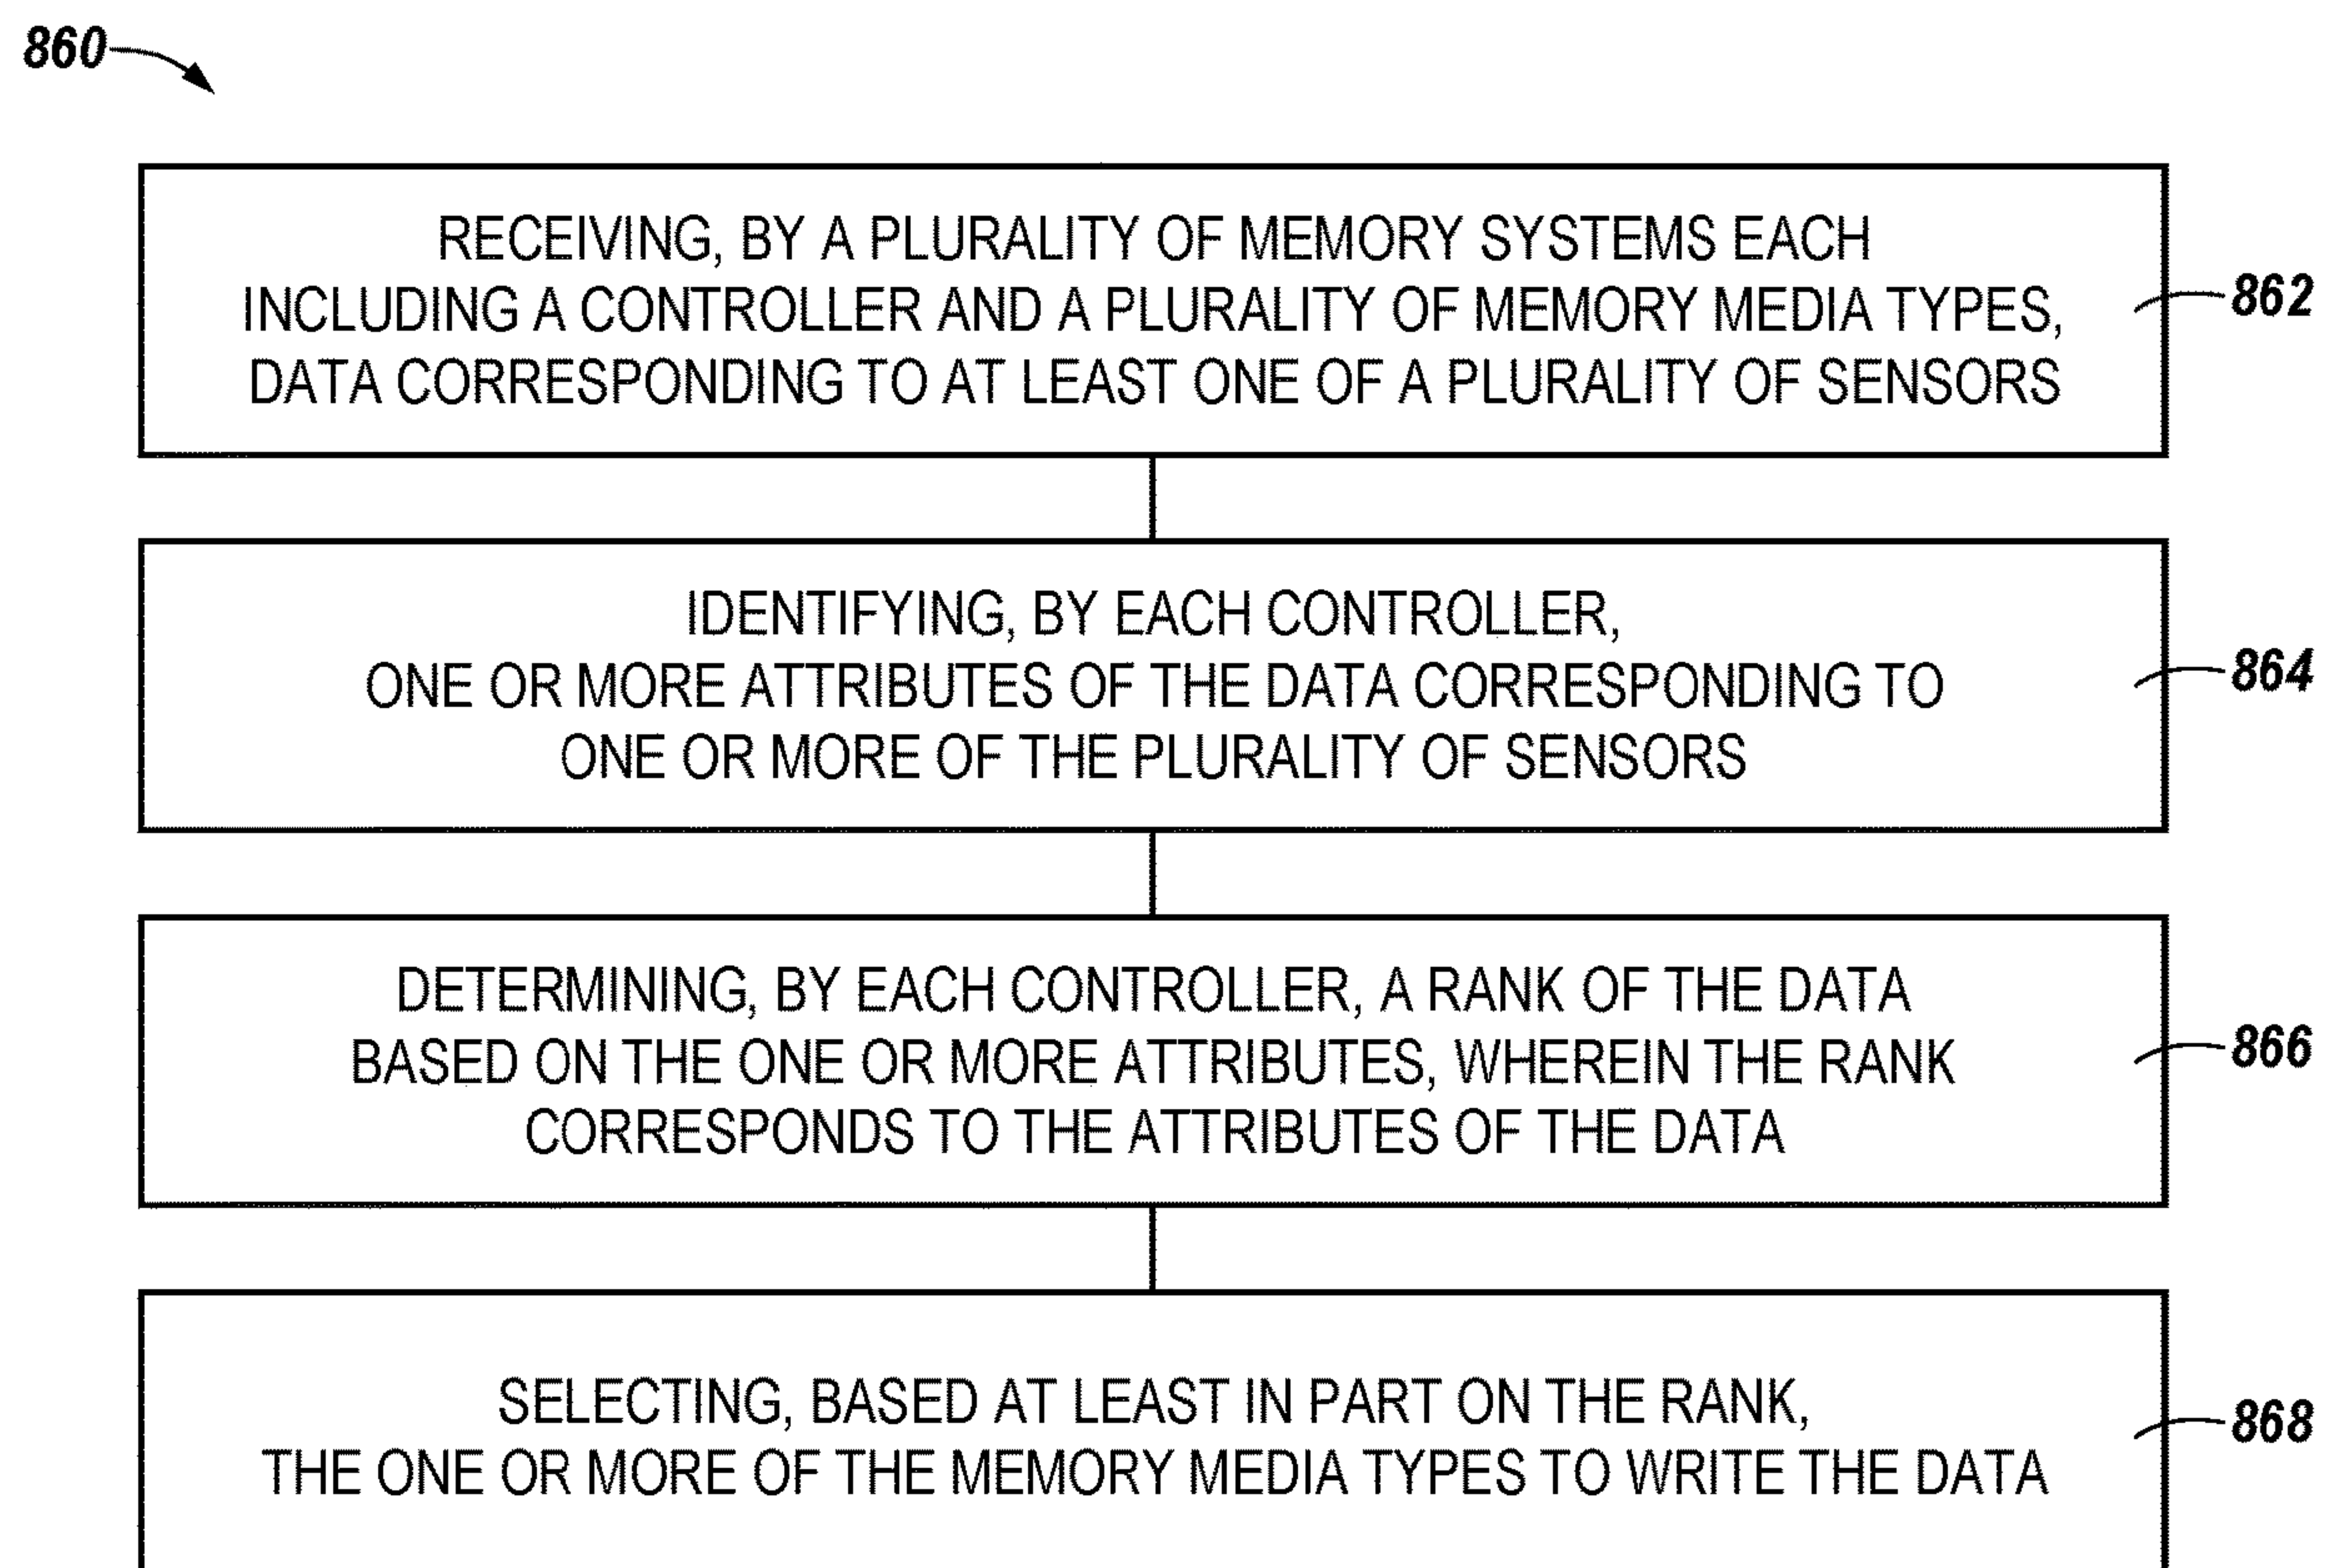 860
RECEIVING, BY A PLURALITY OF MEMORY SYSTEMS EACH
INCLUDING A CONTROLLER AND A PLURALITY OF MEMORY MEDIA TYPES,
DATA CORRESPONDING TO AT LEAST ONE OF A PLURALITY OF SENSORS
862
IDENTIFYING, BY EACH CONTROLLER,
ONE OR MORE ATTRIBUTES OF THE DATA CORRESPONDING TO
ONE OR MORE OF THE PLURALITY OF SENSORS
864
DETERMINING, BY EACH CONTROLLER, A RANK OF THE DATA
BASED ON THE ONE OR MORE ATTRIBUTES, WHEREIN THE RANK
CORRESPONDS TO THE ATTRIBUTES OF THE DATA
866
SELECTING, BASED AT LEAST IN PART ON THE RANK,
THE ONE OR MORE OF THE MEMORY MEDIA TYPES TO WRITE THE DATA
868